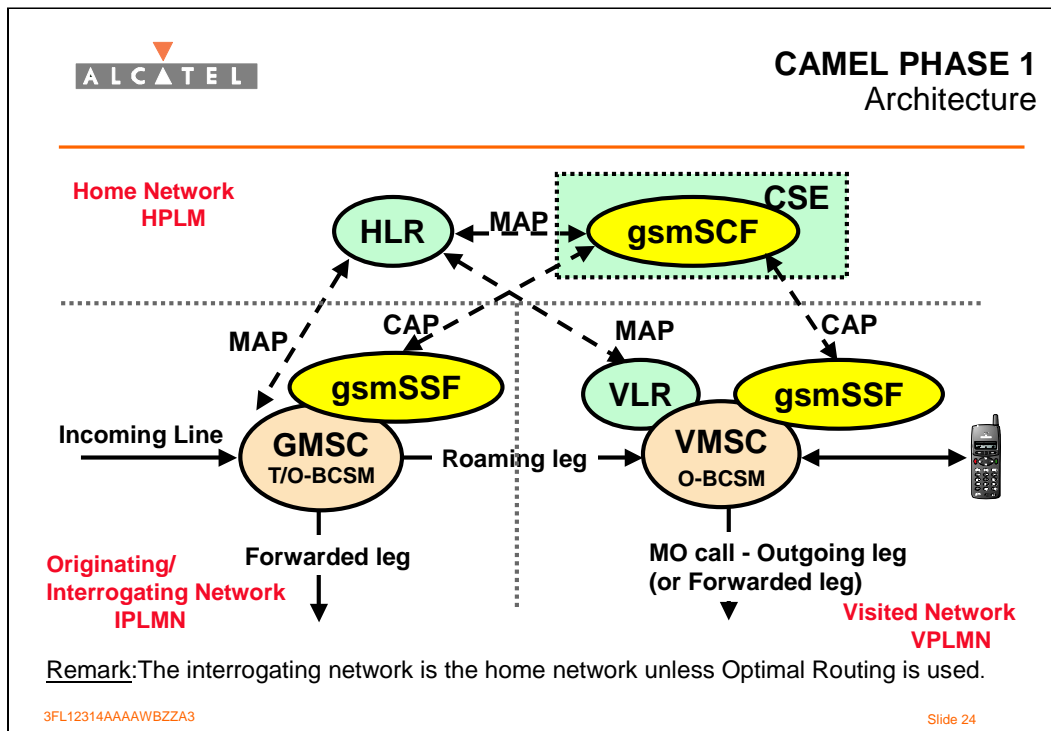 ALCATEL
CAMEL PHASE 1
Architecture
Home Network
HPLM
HLR
MAP
CSE
gsmSCF
MAP
CAP
MAP
CAP
gsmSSF
VLR
gsmSSF
Incoming Line
GMSC
T/O-BCSM
Roaming leg
VMSC
O-BCSM
Forwarded leg
MO call - Outgoing leg
(or Forwarded leg)
Originating/
Interrogating Network
IPLMN
Visited Network
VPLMN
Remark:The interrogating network is the home network unless Optimal Routing is used.
3FL12314AAAAWBZZA3
Slide 24